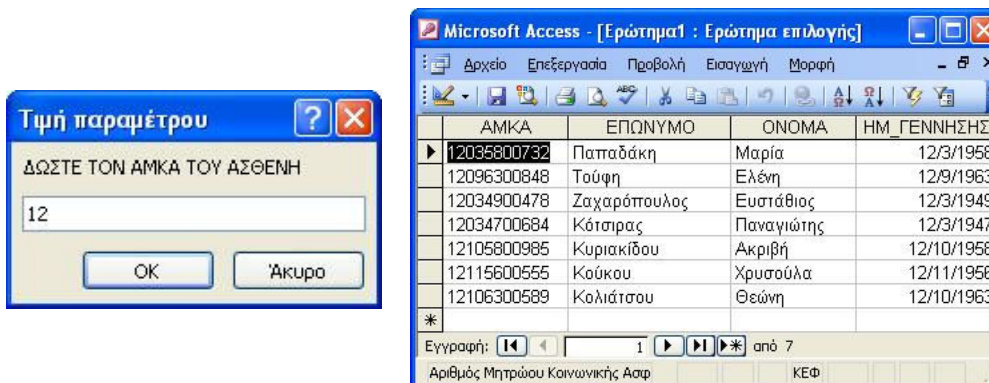 Τιμή παραμέτρου
ΔΩΣΤΕ ΤΟΝ ΑΜΚΑ ΤΟΥ ΑΣΘΕΝΗ
12
OK Άκυρο
Microsoft Access - [Ερώτημα1 : Ερώτημα επιλογής]
Αρχείο Επεξεργασία Προβολή Εισαγωγή Μορφή
ΑΜΚΑ ΕΠΩΝΥΜΟ ΟΝΟΜΑ ΗΜ_ΓΕΝΝΗΣΗΣ
12035800732 Παπαδάκη Μαρία 12/3/1958
12096300848 Τούφη Ελένη 12/9/1963
12034900478 Ζαχαρόπουλος Ευστάθιος 12/3/1949
12034700684 Κότσιρας Παναγιώτης 12/3/1947
12105800985 Κυριακίδου Ακριβή 12/10/1958
12115600555 Κούκου Χρυσούλα 12/11/1956
12106300589 Κολιάτσου Θεώνη 12/10/1963
Εγγραφή: 1 από 7
Αριθμός Μητρώου Κοινωνικής Ασφ ΚΕΦ